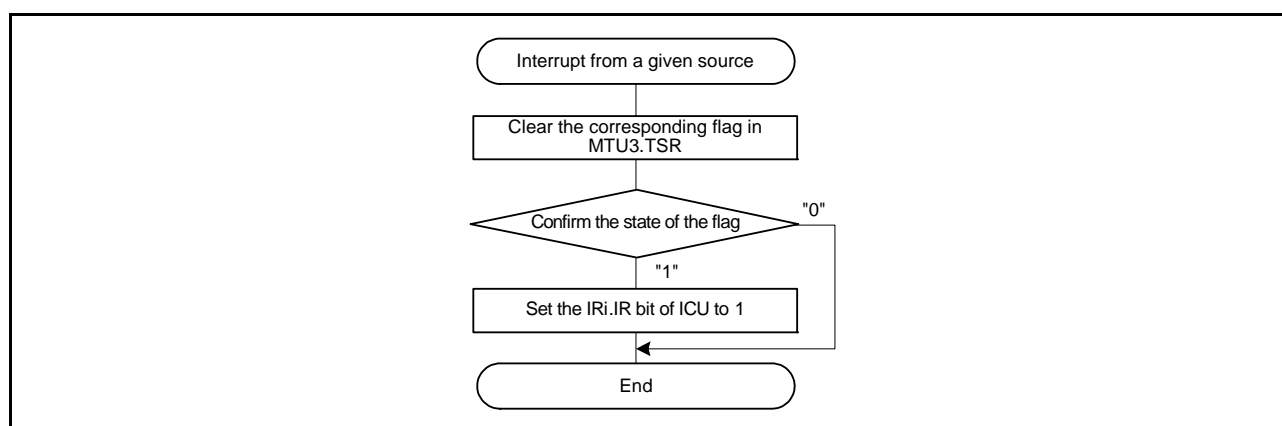 Interrupt from a given source
Clear the corresponding flag in
MTU3.TSR
Confirm the state of the flag
"0"
"1"
Set the IRi.IR bit of ICU to 1
End